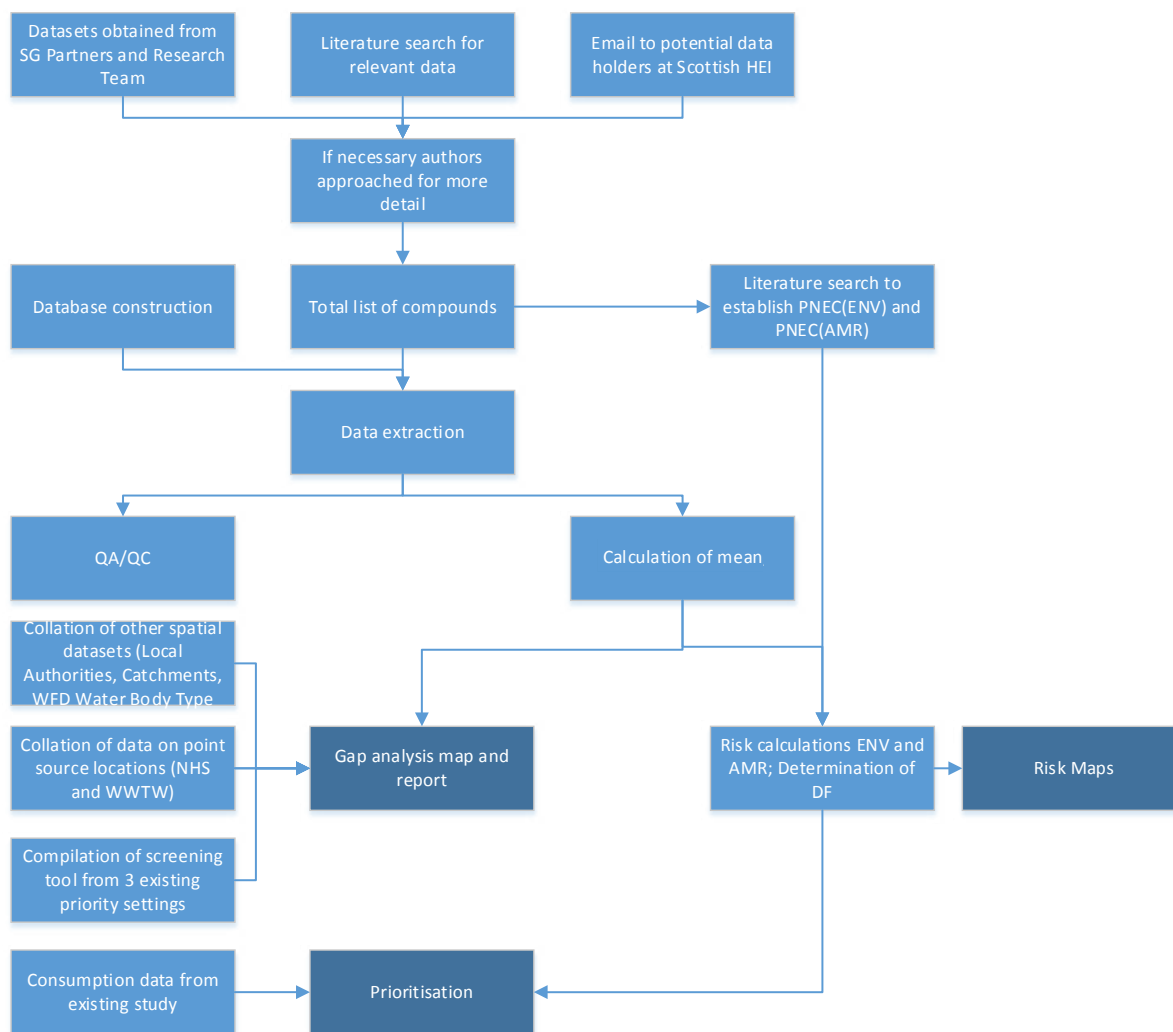 Datasets obtained from
SG Partners and Research
Team
Literature search for
relevant data
Email to potential data
holders at Scottish HEI
If necessary authors
approached for more
detail
Database construction
Total list of compounds
Literature search to
establish PNEC(ENV) and
PNEC(AMR)
Data extraction
QA/QC
Calculation of mean
Collation of other spatial
datasets (Local
Authorities, Catchments,
WFD Water Body Type
Collation of data on point
source locations (NHS
and WWTW)
Gap analysis map and
report
Risk calculations ENV and
AMR; Determination of
DF
Risk Maps
Compilation of screening
tool from 3 existing
priority settings
Consumption data from
existing study
Prioritisation